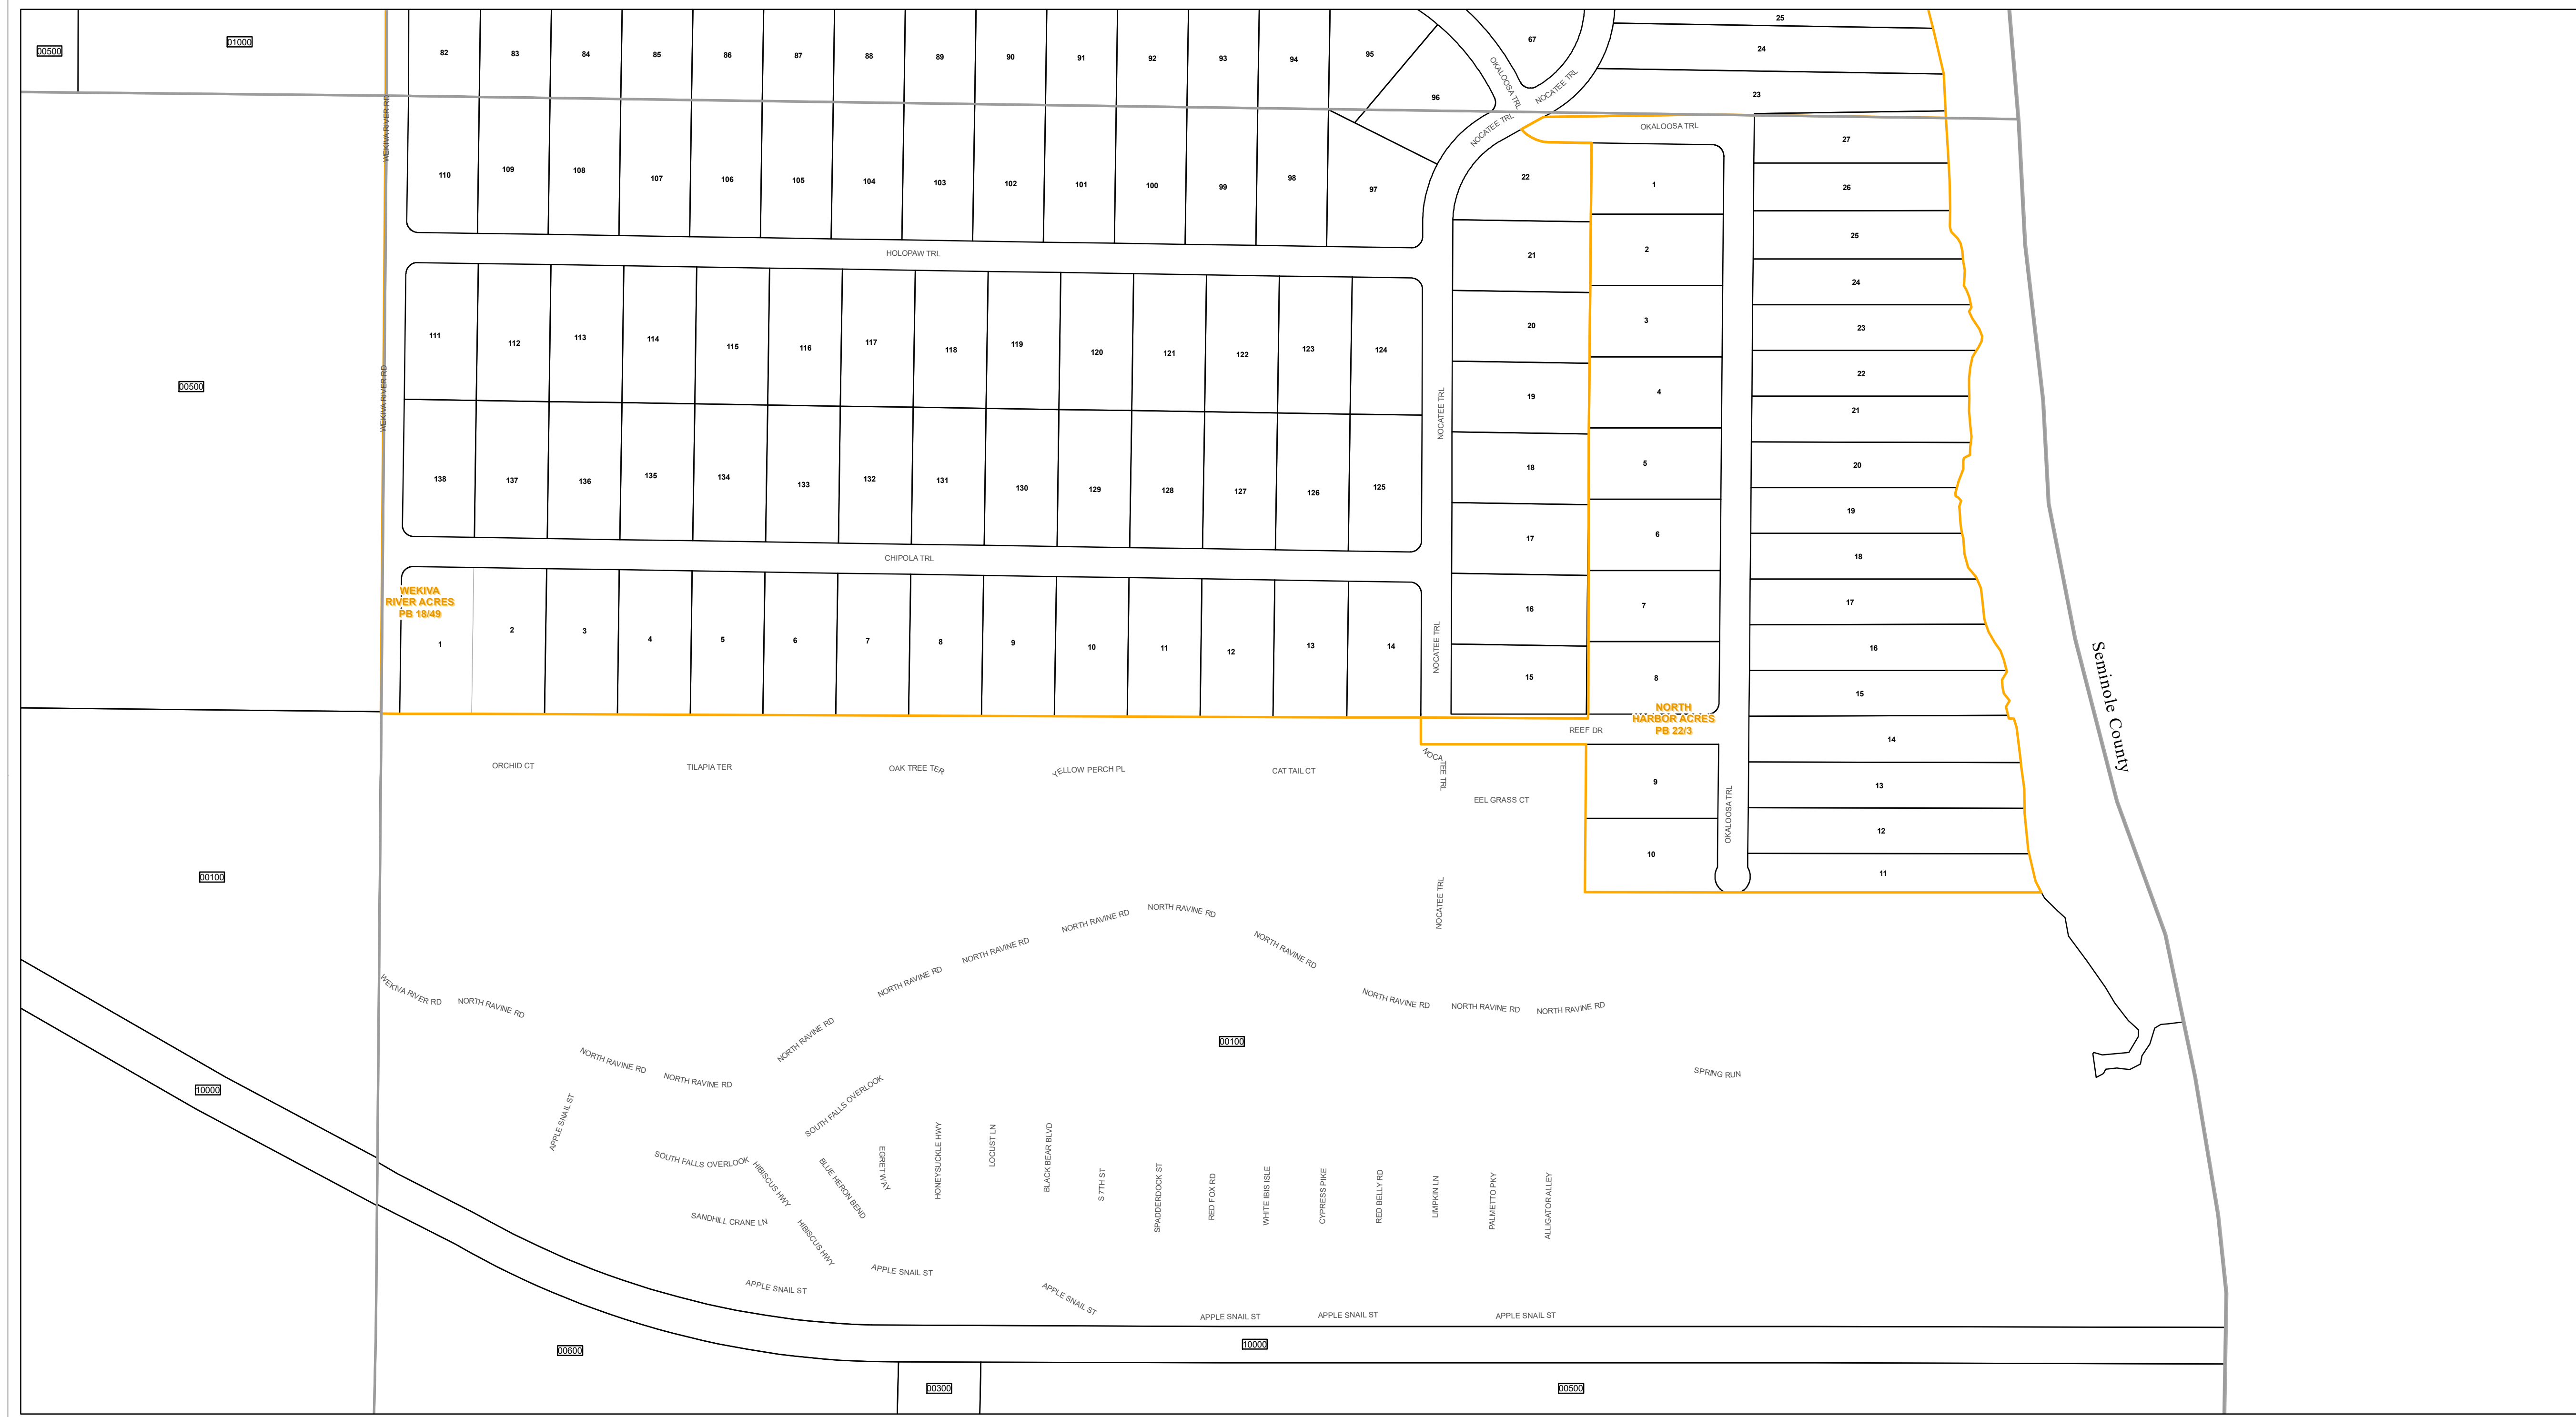 25
00500
01000
82
83
84
85
86
87
88
89
90
91
92
93
94
95
67
24
OKALOOSA TRL
NOCATEE TRL
96
23
WEKIVA RIVER RD
NOCATEE TRL
OKALOOSA TRL
27
110
109
108
107
106
105
104
103
102
101
100
99
98
97
22
1
26
25
2
HOLOPAW TRL
21
24
111
112
113
114
115
116
117
118
119
120
121
122
123
124
20
3
23
00500
WEKIVA RIVER RD
NOCATEE TRL
19
4
22
21
138
137
136
135
134
133
132
131
130
129
128
127
126
125
18
5
20
19
17
6
18
CHIPOLA TRL
WEKIVA
RIVER ACRES
PB 18/49
16
7
17
1
2
3
4
5
6
7
8
9
10
11
12
13
14
NOCATEE TRL
15
8
16
15
Seminole County
NORTH
HARBOR ACRES
PB 22/3
REEF DR
14
ORCHID CT
TILAPIA TER
OAK TREE TER
YELLOW PERCH PL
CAT TAIL CT
NOCATEE TRL
EEL GRASS CT
9
13
OKALOOSA TRL
12
10
11
00100
NOCATEE TRL
NORTH RAVINE RD
NORTH RAVINE RD
NORTH RAVINE RD
NORTH RAVINE RD
NORTH RAVINE RD
WEKIVA RIVER RD
NORTH RAVINE RD
NORTH RAVINE RD
NORTH RAVINE RD
NORTH RAVINE RD
NORTH RAVINE RD
00100
NORTH RAVINE RD
NORTH RAVINE RD
SPRING RUN
10000
APPLE SNAIL ST
SOUTH FALLS OVERLOOK
SOUTH FALLS OVERLOOK
HIBISCUS HWY
BLUE HERON BEND
EGRET WAY
HONEYSUCKLE HWY
LOCUST LN
BLACK BEAR BLVD
S 7TH ST
SPADDERDOCK ST
RED FOX RD
WHITE IBIS ISLE
CYPRESS PIKE
RED BELLY RD
LIMPKIN LN
PALMETTO PKY
ALLIGATOR ALLEY
SANDHILL CRANE LN
HIBISCUS HWY
APPLE SNAIL ST
APPLE SNAIL ST
APPLE SNAIL ST
APPLE SNAIL ST
APPLE SNAIL ST
APPLE SNAIL ST
10000
00600
00300
00500